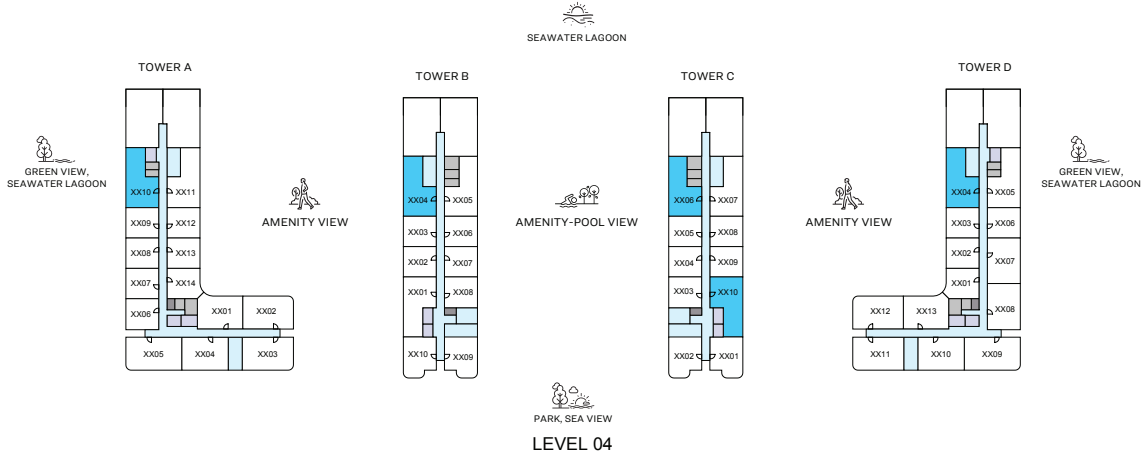 SEAWATER LAGOON
TOWER A
TOWER B
TOWER C
TOWER D
GREEN VIEW,
SEAWATER LAGOON
AMENITY VIEW
AMENITY-POOL VIEW
AMENITY VIEW
GREEN VIEW,
SEAWATER LAGOON
XX10 XX11
XX09 XX12
XX08 XX13
XX07 XX14
XX06 XX01 XX02
XX05 XX04 XX03
XX04 XX05
XX03 XX06
XX02 XX07
XX01 XX08
XX10 XX09
XX06 XX07
XX05 XX08
XX04 XX09
XX03 XX10
XX02 XX01
XX04 XX05
XX03 XX06
XX02 XX07
XX01
XX12 XX13 XX08
XX11 XX10 XX09
PARK, SEA VIEW
LEVEL 04